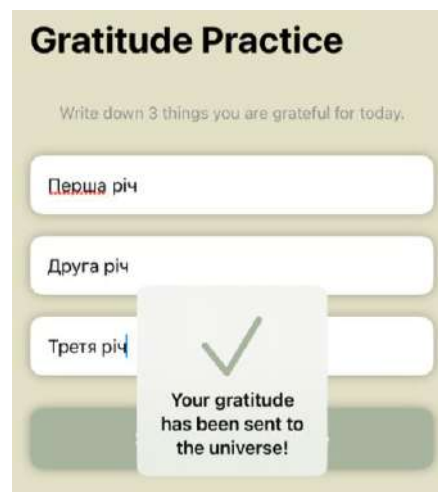 Gratitude Practice
Write down 3 things you are grateful for today.
Перша річ
Друга річ
Третя річ
Your gratitude
has been sent to
the universe!